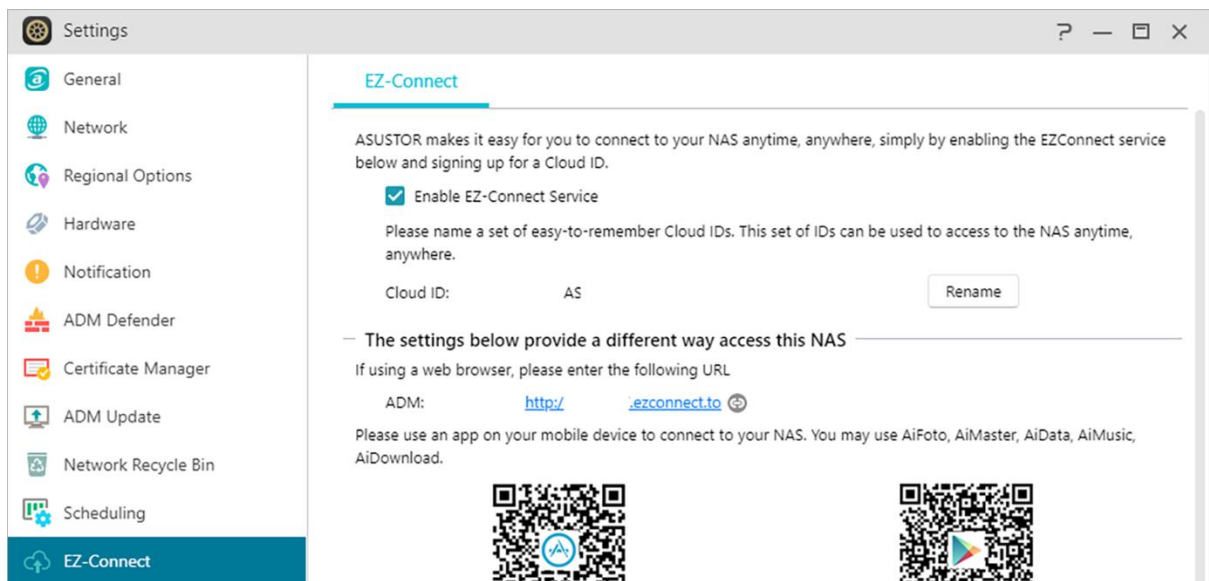 Settings
General
Network
Regional Options
Hardware
Notification
ADM Defender
Certificate Manager
ADM Update
Network Recycle Bin
Scheduling
EZ-Connect
EZ-Connect
ASUSTOR makes it easy for you to connect to your NAS anytime, anywhere, simply by enabling the EZConnect service
below and signing up for a Cloud ID.
Enable EZ-Connect Service
Please name a set of easy-to-remember Cloud IDs. This set of IDs can be used to access to the NAS anytime,
anywhere.
Cloud ID: AS Rename
The settings below provide a different way access this NAS
If using a web browser, please enter the following URL
ADM: http:/ .ezconnect.to
Please use an app on your mobile device to connect to your NAS. You may use AiFoto, AiMaster, AiData, AiMusic,
AiDownload.